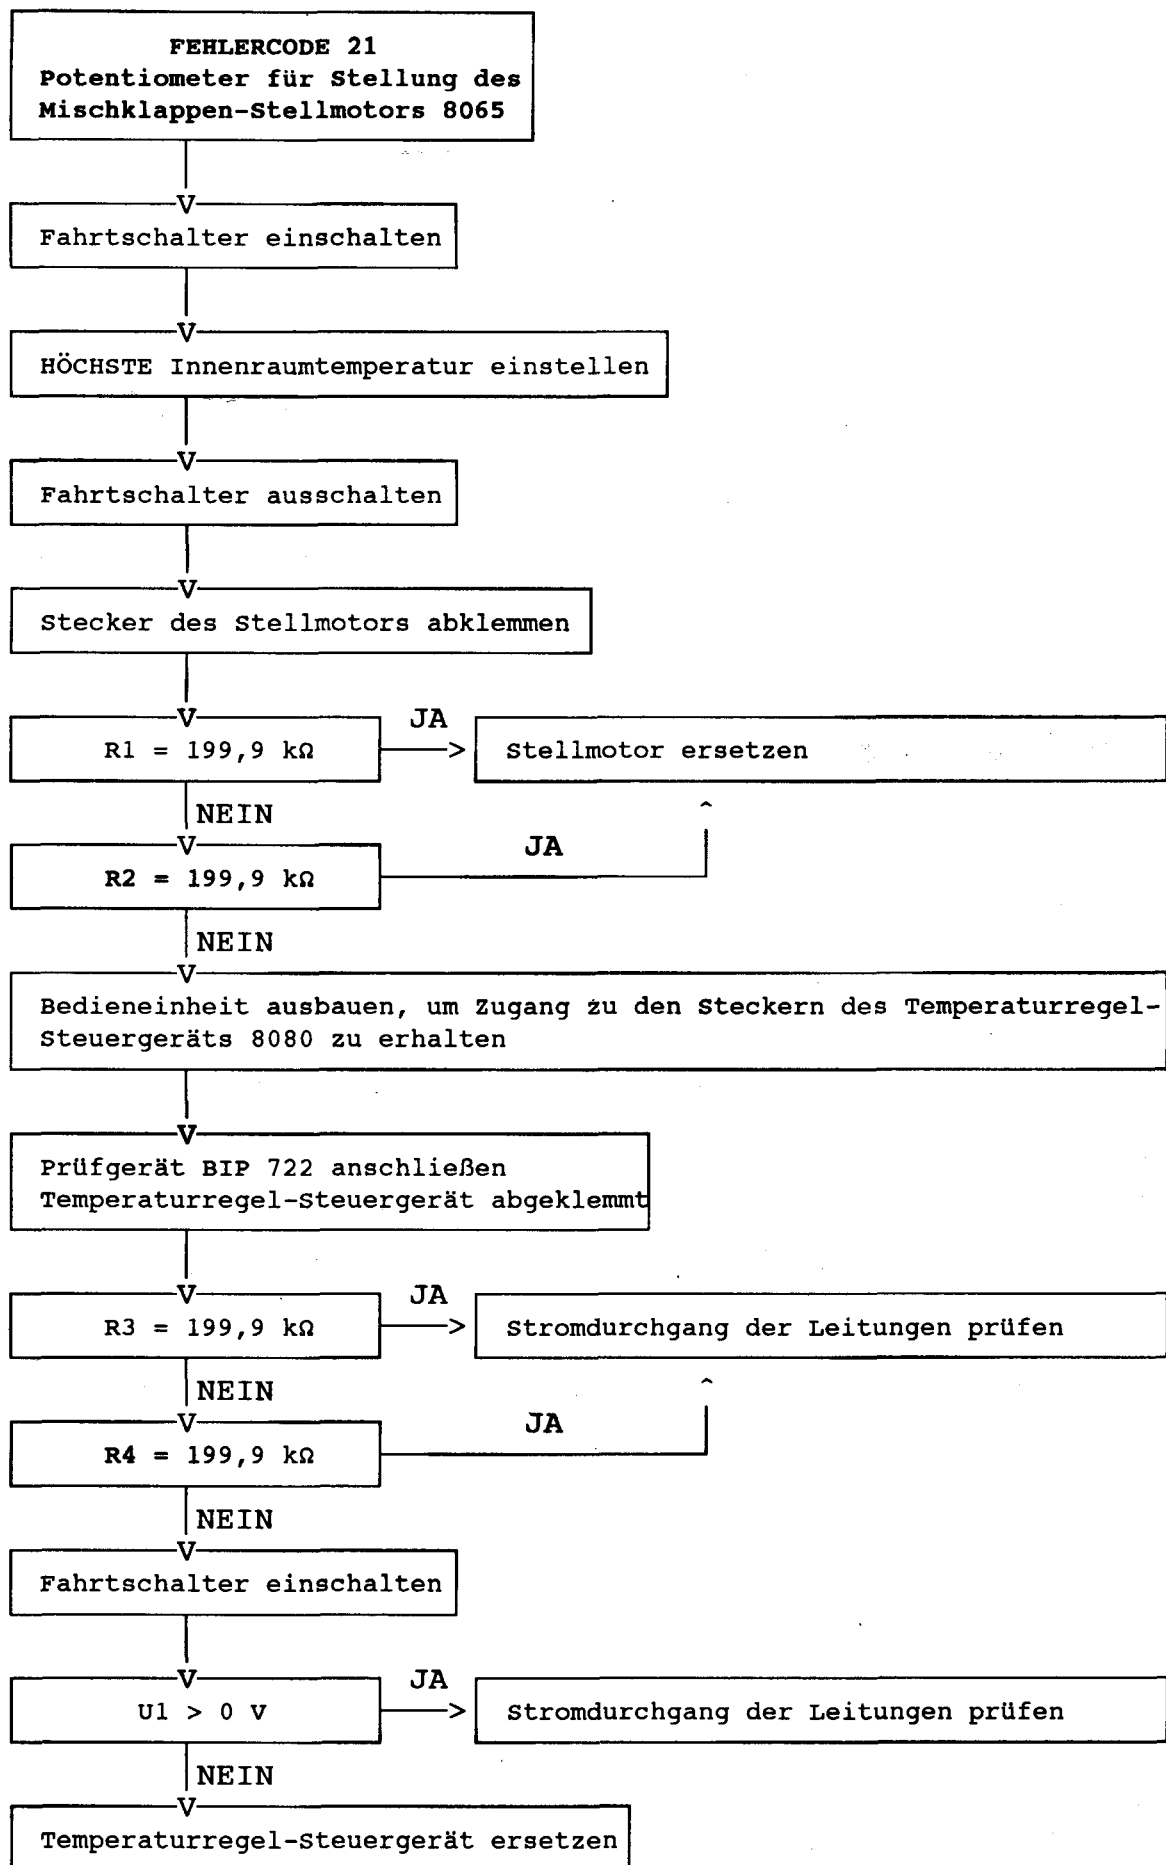 FEHLERCODE 21
Potentiometer für Stellung des
Mischklappen-Stellmotors 8065
V
Fahrtschalter einschalten
V
HÖCHSTE Innenraumtemperatur einstellen
V
Fahrtschalter ausschalten
V
Stecker des Stellmotors abklemmen
V
R1 = 199,9 kΩ
JA
Stellmotor ersetzen
NEIN
V
R2 = 199,9 kΩ
JA
NEIN
V
Bedieneinheit ausbauen, um Zugang zu den Steckern des Temperaturregel-
Steuergeräts 8080 zu erhalten
V
Prüfgerät BIP 722 anschließen
Temperaturregel-Steuergerät abgeklemmt
V
R3 = 199,9 kΩ
JA
Stromdurchgang der Leitungen prüfen
NEIN
V
R4 = 199,9 kΩ
JA
NEIN
V
Fahrtschalter einschalten
V
U1 > 0 V
JA
Stromdurchgang der Leitungen prüfen
NEIN
V
Temperaturregel-Steuergerät ersetzen